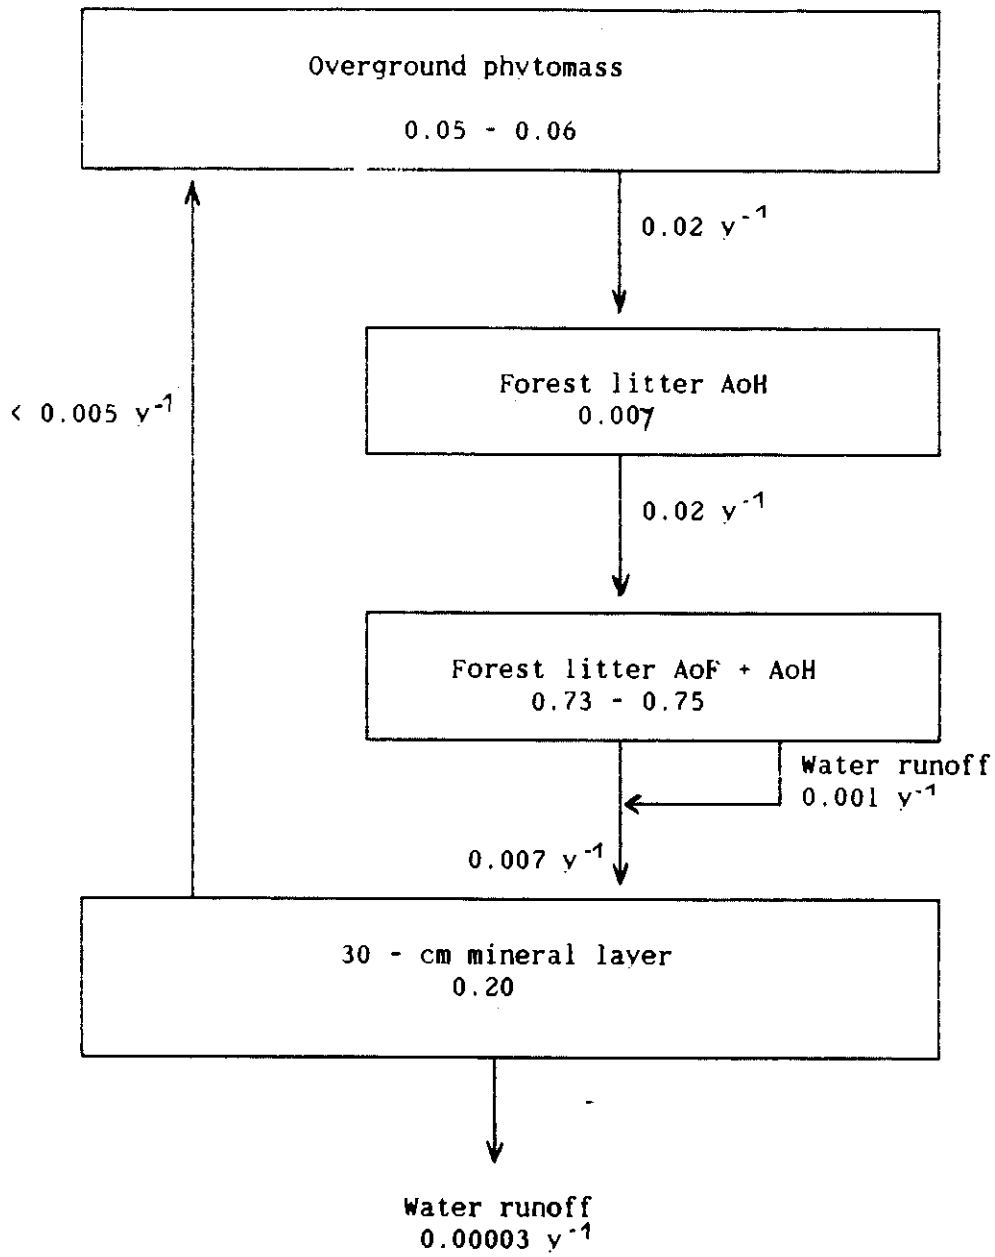 Overground phytomass
0.05 - 0.06
0.02 y⁻¹
Forest litter AoH
0.007
< 0.005 y⁻¹
0.02 y⁻¹
Forest litter AoF + AoH
0.73 - 0.75
Water runoff
0.001 y⁻¹
0.007 y⁻¹
30 - cm mineral layer
0.20
Water runoff
0.00003 y⁻¹